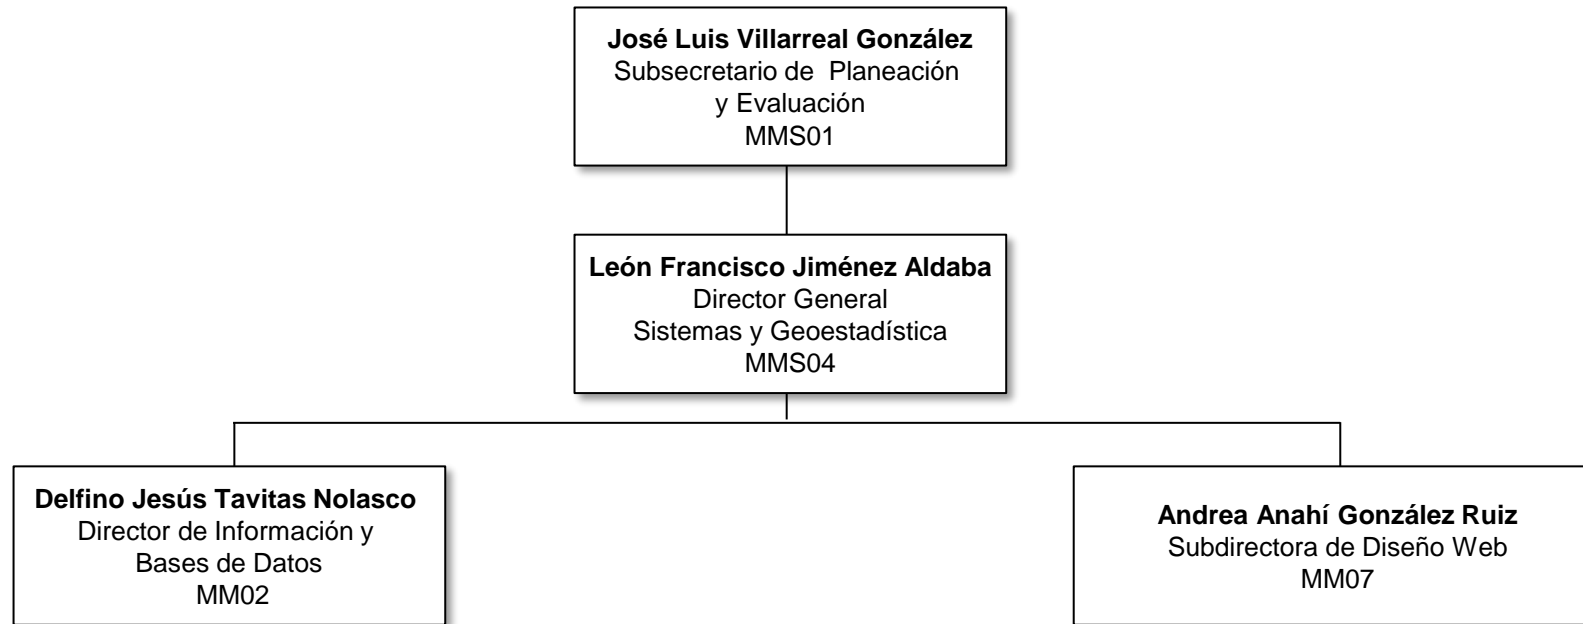 José Luis Villarreal González
Subsecretario de Planeación
y Evaluación
MMS01
León Francisco Jiménez Aldaba
Director General
Sistemas y Geoestadística
MMS04
Delfino Jesús Tavitas Nolasco
Director de Información y
Bases de Datos
MM02
Andrea Anahí González Ruiz
Subdirectora de Diseño Web
MM07